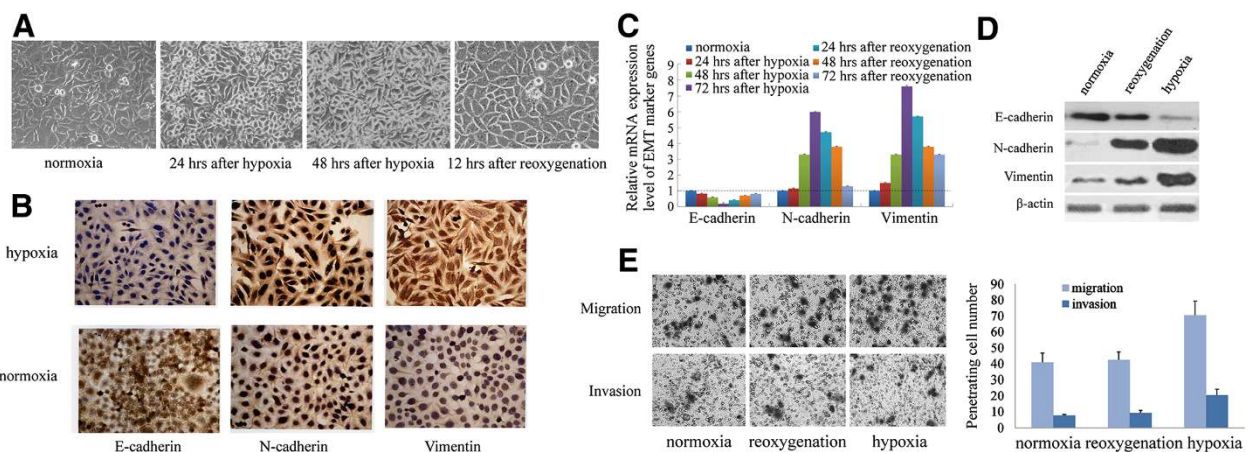 A
normoxia
24 hrs after hypoxia
48 hrs after hypoxia
12 hrs after reoxygenation
B
hypoxia
normoxia
E-cadherin
N-cadherin
Vimentin
C
Relative mRNA expression
level of EMT marker genes
normoxia
24 hrs after hypoxia
48 hrs after hypoxia
72 hrs after hypoxia
24 hrs after reoxygenation
48 hrs after reoxygenation
72 hrs after reoxygenation
9
8
7
6
5
4
3
2
1
0
E-cadherin
N-cadherin
Vimentin
D
normoxia
reoxygenation
hypoxia
E-cadherin
N-cadherin
Vimentin
β-actin
E
Migration
Invasion
normoxia
reoxygenation
hypoxia
Penetrating cell number
90
80
70
60
50
40
30
20
10
0
migration
invasion
normoxia
reoxygenation
hypoxia